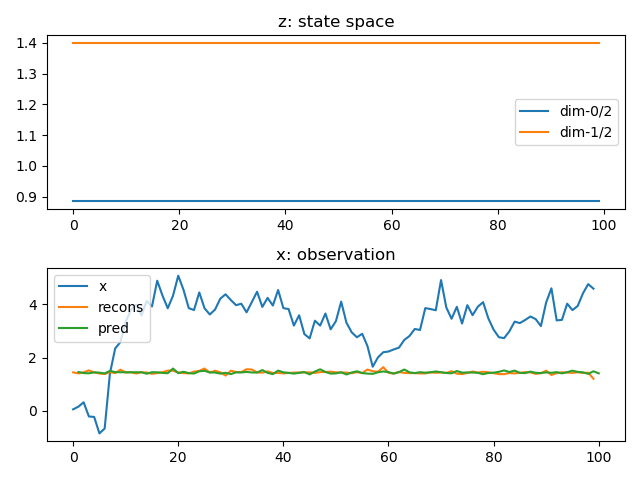 z: state space
1.4
1.3
1.2
1.1
1.0
0.9
dim-0/2
dim-1/2
0 20 40 60 80 100
x: observation
4
2
0
x
recons
pred
0 20 40 60 80 100